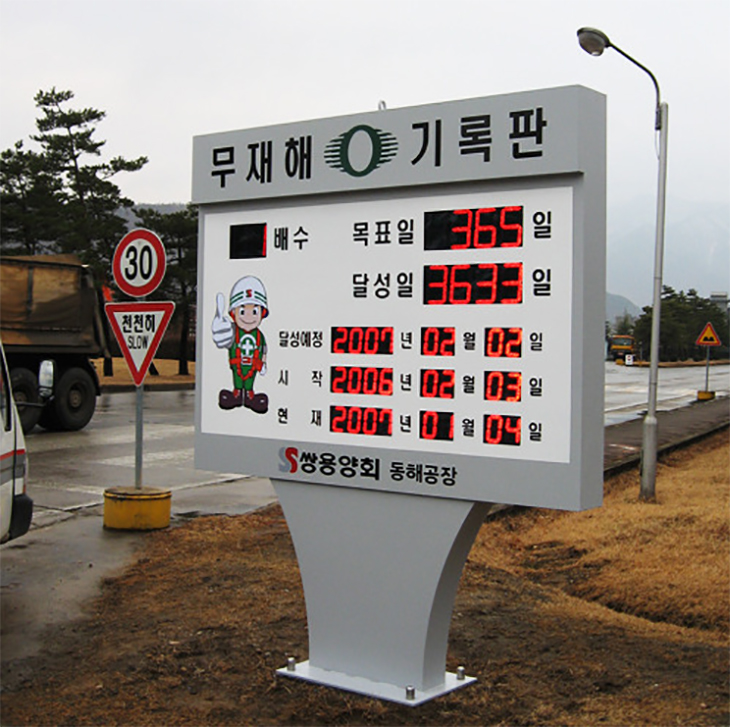 무재해 기록판
1 배수 목표일 365 일
달성일 3633 일
달성예정 2007 년 02 월 02 일
시 작 2006 년 02 월 03 일
현 재 2007 년 01 월 04 일
쌍용양회 동해공장
30
천천히
SLOW